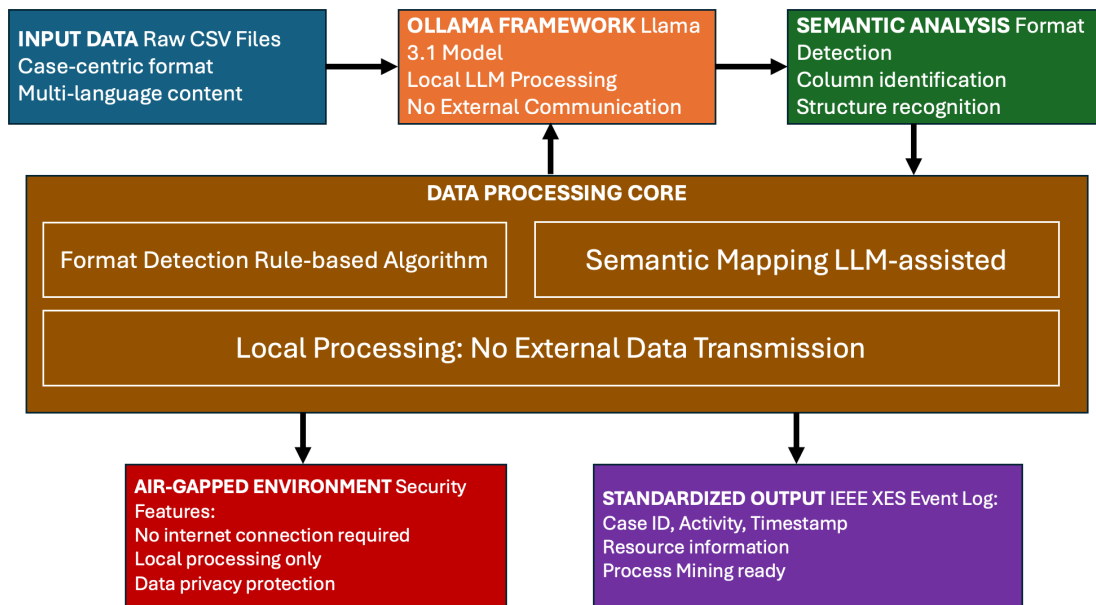 INPUT DATA Raw CSV Files
Case-centric format
Multi-language content
OLLAMA FRAMEWORK Llama
3.1 Model
Local LLM Processing
No External Communication
SEMANTIC ANALYSIS Format
Detection
Column identification
Structure recognition
DATA PROCESSING CORE
Format Detection Rule-based Algorithm
Semantic Mapping LLM-assisted
Local Processing: No External Data Transmission
AIR-GAPPED ENVIRONMENT Security
Features:
No internet connection required
Local processing only
Data privacy protection
STANDARDIZED OUTPUT IEEE XES Event Log:
Case ID, Activity, Timestamp
Resource information
Process Mining ready